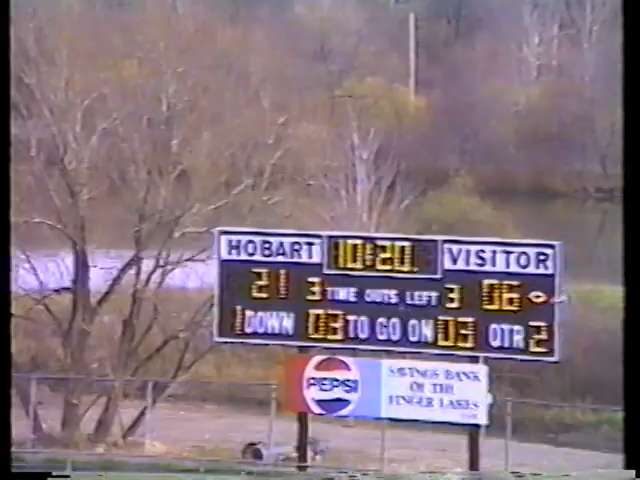 HOBART 10:20 VISITOR
21 3 TIME OUTS LEFT 3 06
1 DOWN 03 TO GO ON 03 QTR 2
PEPSI
SAVINGS BANK
OF THE
FINGER LAKES